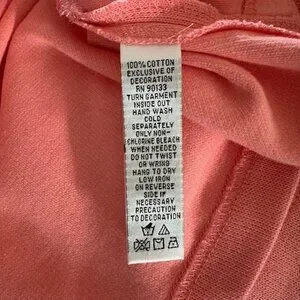 100% COTTON
EXCLUSIVE OF
DECORATION
RN 90133
TURN GARMENT
INSIDE OUT
HAND WASH
COLD
SEPARATELY
ONLY NON-
CHLORINE BLEACH
WHEN NEEDED
DO NOT TWIST
OR WRING
HANG TO DRY
LOW IRON
ON REVERSE
SIDE IF
NECESSARY
PRECAUTION
TO DECORATION